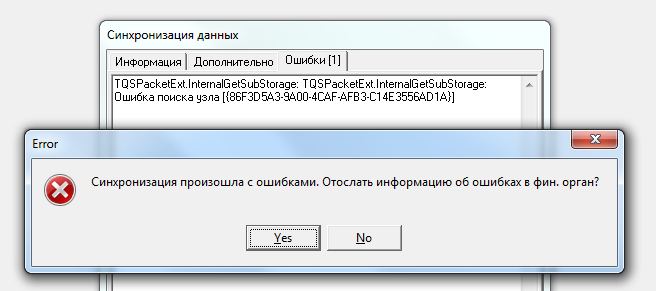 Синхронизация данных
Информация Дополнительно Ошибки [1]
TQSPacketExt.InternalGetSubStorage: TQSPacketExt.InternalGetSubStorage:
Ошибка поиска узла [{86F3D5A3-9A00-4CAF-AFB3-C14E3556AD1A}]
Error
Синхронизация произошла с ошибками. Отослать информацию об ошибках в фин. орган?
Yes No